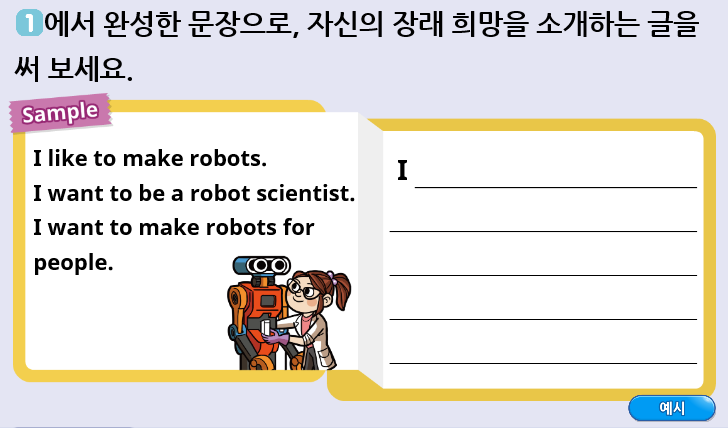 1에서 완성한 문장으로, 자신의 장래 희망을 소개하는 글을
써 보세요.
Sample
I like to make robots.
I want to be a robot scientist.
I want to make robots for
people.
I
예시